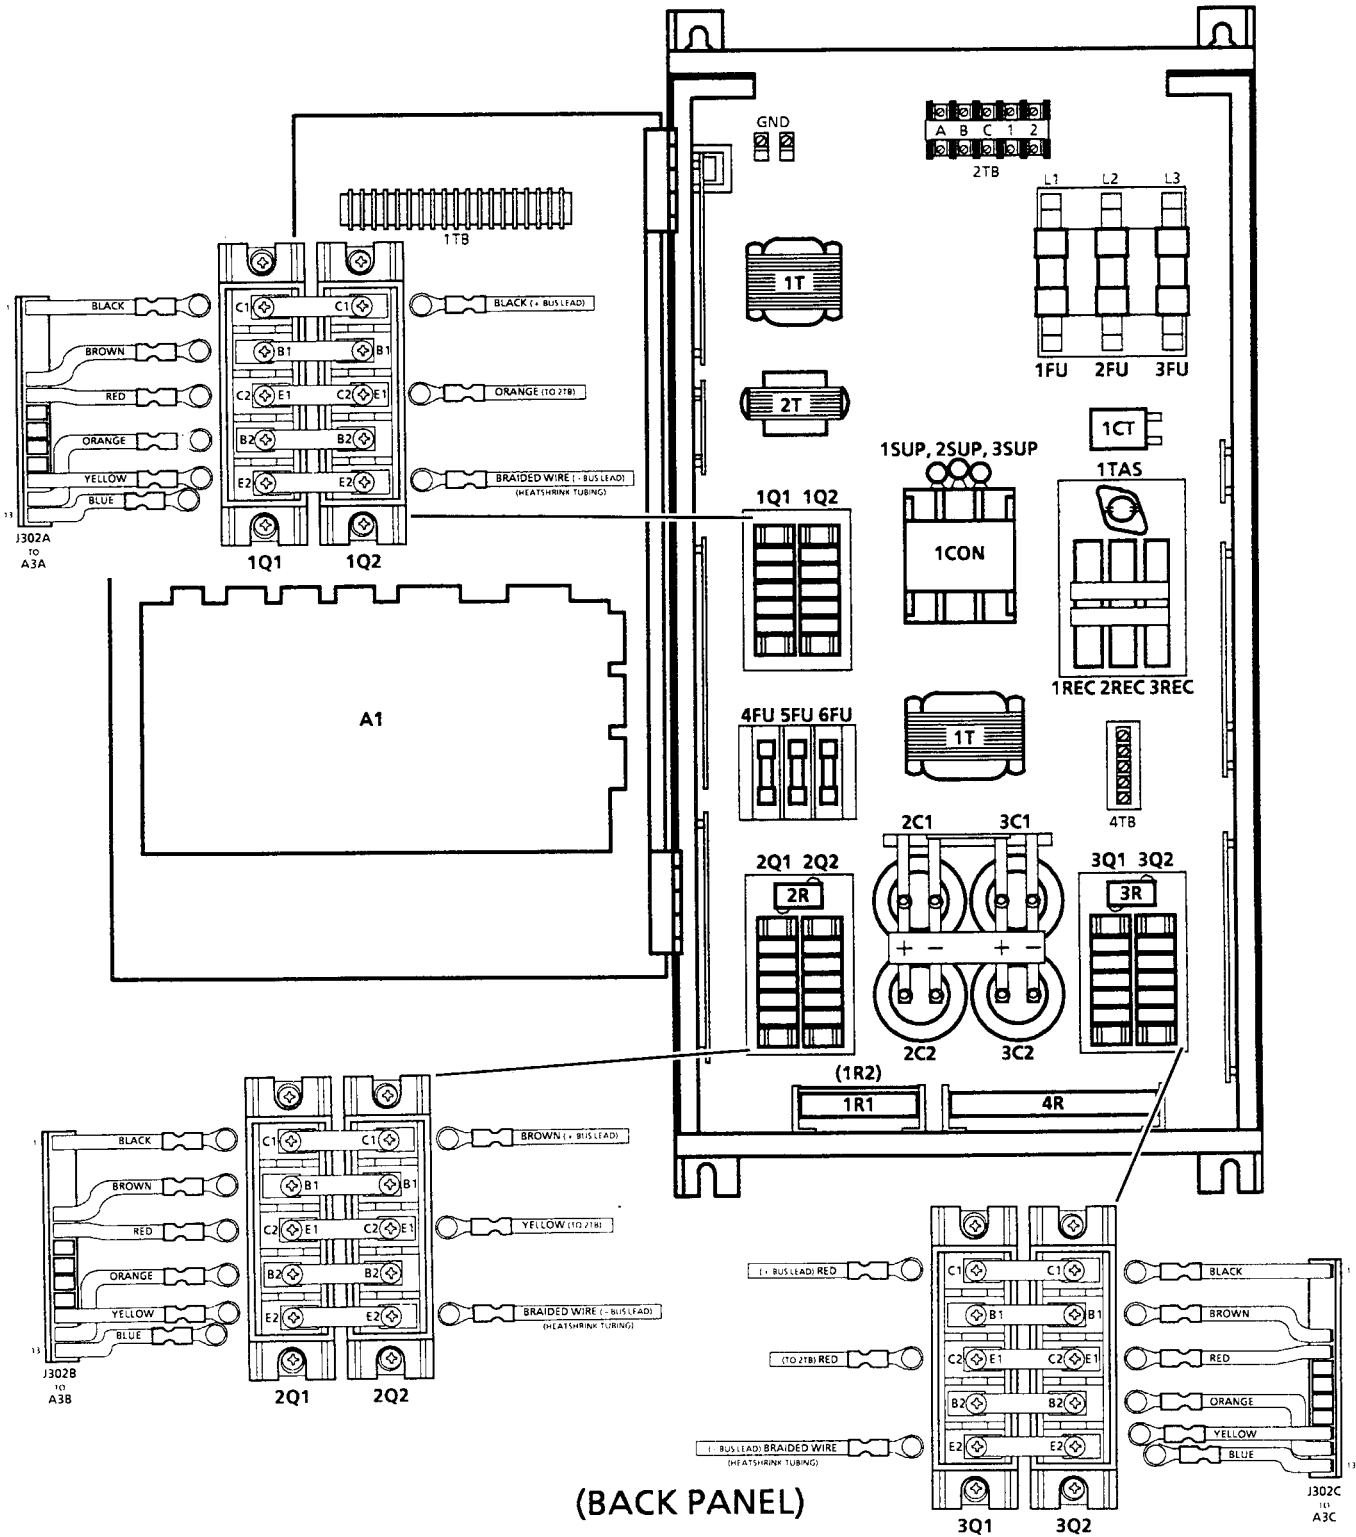 GND
A B C 1 2
2TB
L1 L2 L3
1FU 2FU 3FU
1TB
1T
2T
1CT
1SUP, 2SUP, 3SUP
1TAS
1CON
1Q1 1Q2
1REC 2REC 3REC
4FU 5FU 6FU
1T
4TB
A1
2C1 3C1
2Q1 2Q2
2R
3Q1 3Q2
3R
+ - + -
2C2 3C2
(1R2)
1R1
4R
1
BLACK
BROWN
RED
ORANGE
YELLOW
BLUE
13
J302A
TO
A3A
C1 C1
B1 B1
C2 E1 C2 E1
B2 B2
E2 E2
1Q1 1Q2
BLACK (+ BUS LEAD)
ORANGE (TO 2TB)
BRAIDED WIRE (- BUS LEAD)
(HEATSHRINK TUBING)
1
BLACK
BROWN
RED
ORANGE
YELLOW
BLUE
13
J302B
TO
A3B
C1 C1
B1 B1
C2 E1 C2 E1
B2 B2
E2 E2
2Q1 2Q2
BROWN (+ BUS LEAD)
YELLOW (TO 2TB)
BRAIDED WIRE (- BUS LEAD)
(HEATSHRINK TUBING)
(+ BUS LEAD) RED
(TO 2TB) RED
(- BUS LEAD) BRAIDED WIRE
(HEATSHRINK TUBING)
C1 C1
B1 B1
C2 E1 C2 E1
B2 B2
E2 E2
3Q1 3Q2
1
BLACK
BROWN
RED
ORANGE
YELLOW
BLUE
13
J302C
TO
A3C
(BACK PANEL)